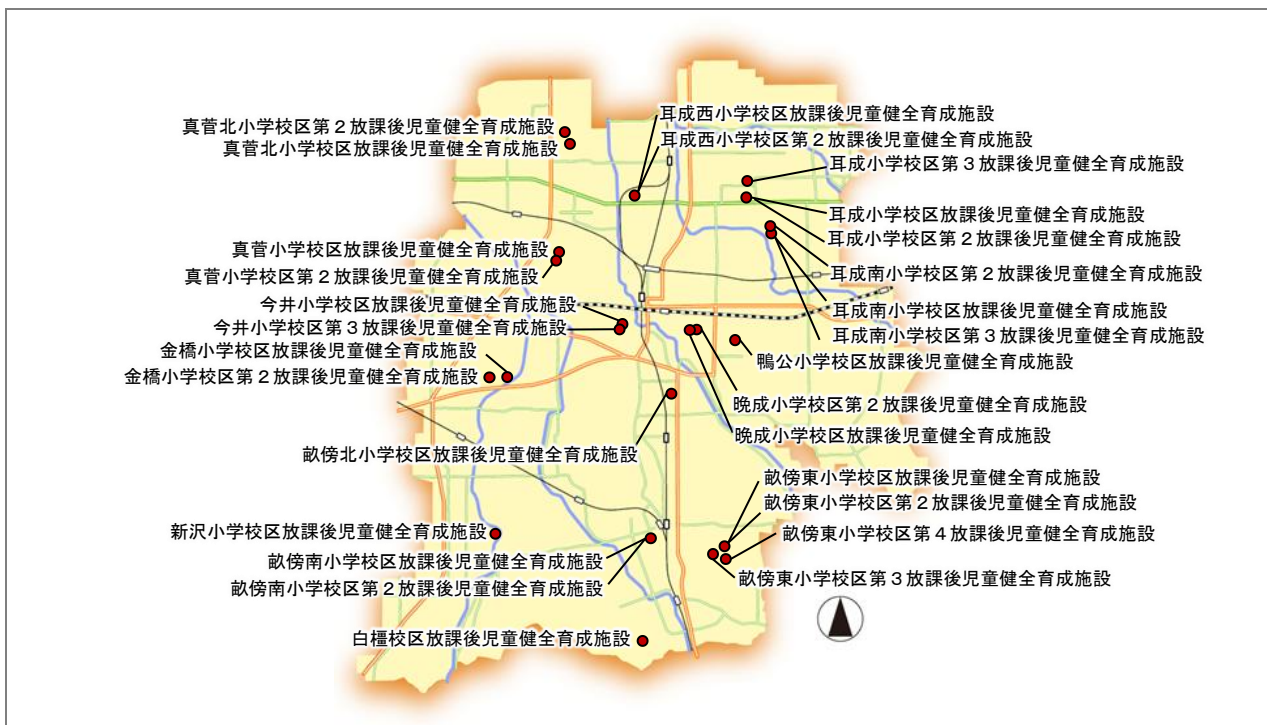 真菅北小学校区第２放課後児童健全育成施設
真菅北小学校区放課後児童健全育成施設
真菅小学校区放課後児童健全育成施設
真菅小学校区第２放課後児童健全育成施設
今井小学校区放課後児童健全育成施設
今井小学校区第３放課後児童健全育成施設
金橋小学校区放課後児童健全育成施設
金橋小学校区第２放課後児童健全育成施設
畝傍北小学校区放課後児童健全育成施設
新沢小学校区放課後児童健全育成施設
畝傍南小学校区放課後児童健全育成施設
畝傍南小学校区第２放課後児童健全育成施設
白橿校区放課後児童健全育成施設
耳成西小学校区放課後児童健全育成施設
耳成西小学校区第２放課後児童健全育成施設
耳成小学校区第３放課後児童健全育成施設
耳成小学校区放課後児童健全育成施設
耳成小学校区第２放課後児童健全育成施設
耳成南小学校区第２放課後児童健全育成施設
耳成南小学校区放課後児童健全育成施設
耳成南小学校区第３放課後児童健全育成施設
鴨公小学校区放課後児童健全育成施設
晩成小学校区第２放課後児童健全育成施設
晩成小学校区放課後児童健全育成施設
畝傍東小学校区放課後児童健全育成施設
畝傍東小学校区第２放課後児童健全育成施設
畝傍東小学校区第４放課後児童健全育成施設
畝傍東小学校区第３放課後児童健全育成施設